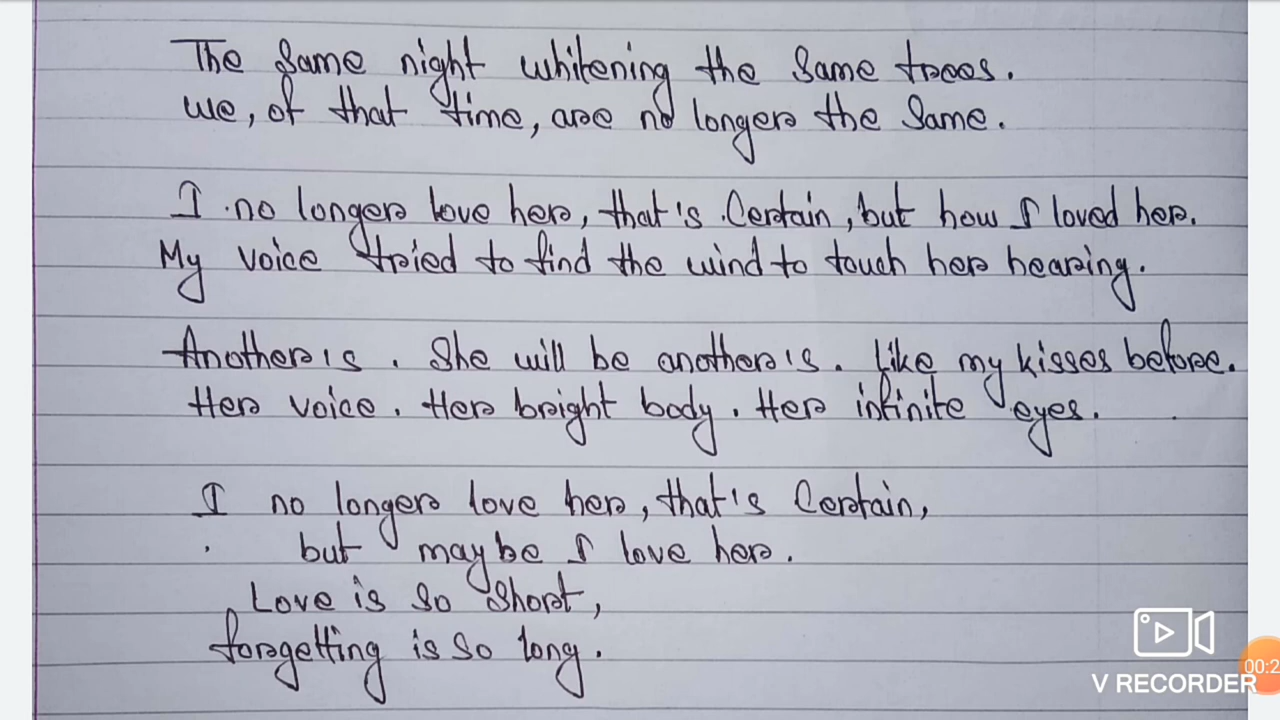 The Same night whitening the Same trees.
We, of that time, are no longer the Same.
I no longer love her, that's Certain, but how I loved her.
My voice tried to find the wind to touch her hearing.
Another's. She will be another's. Like my kisses before.
Her voice. Her bright body. Her infinite eyes.
I no longer love her, that's Certain,
but maybe I love her.
Love is so Short,
forgetting is so long.
V RECORDER
00:2